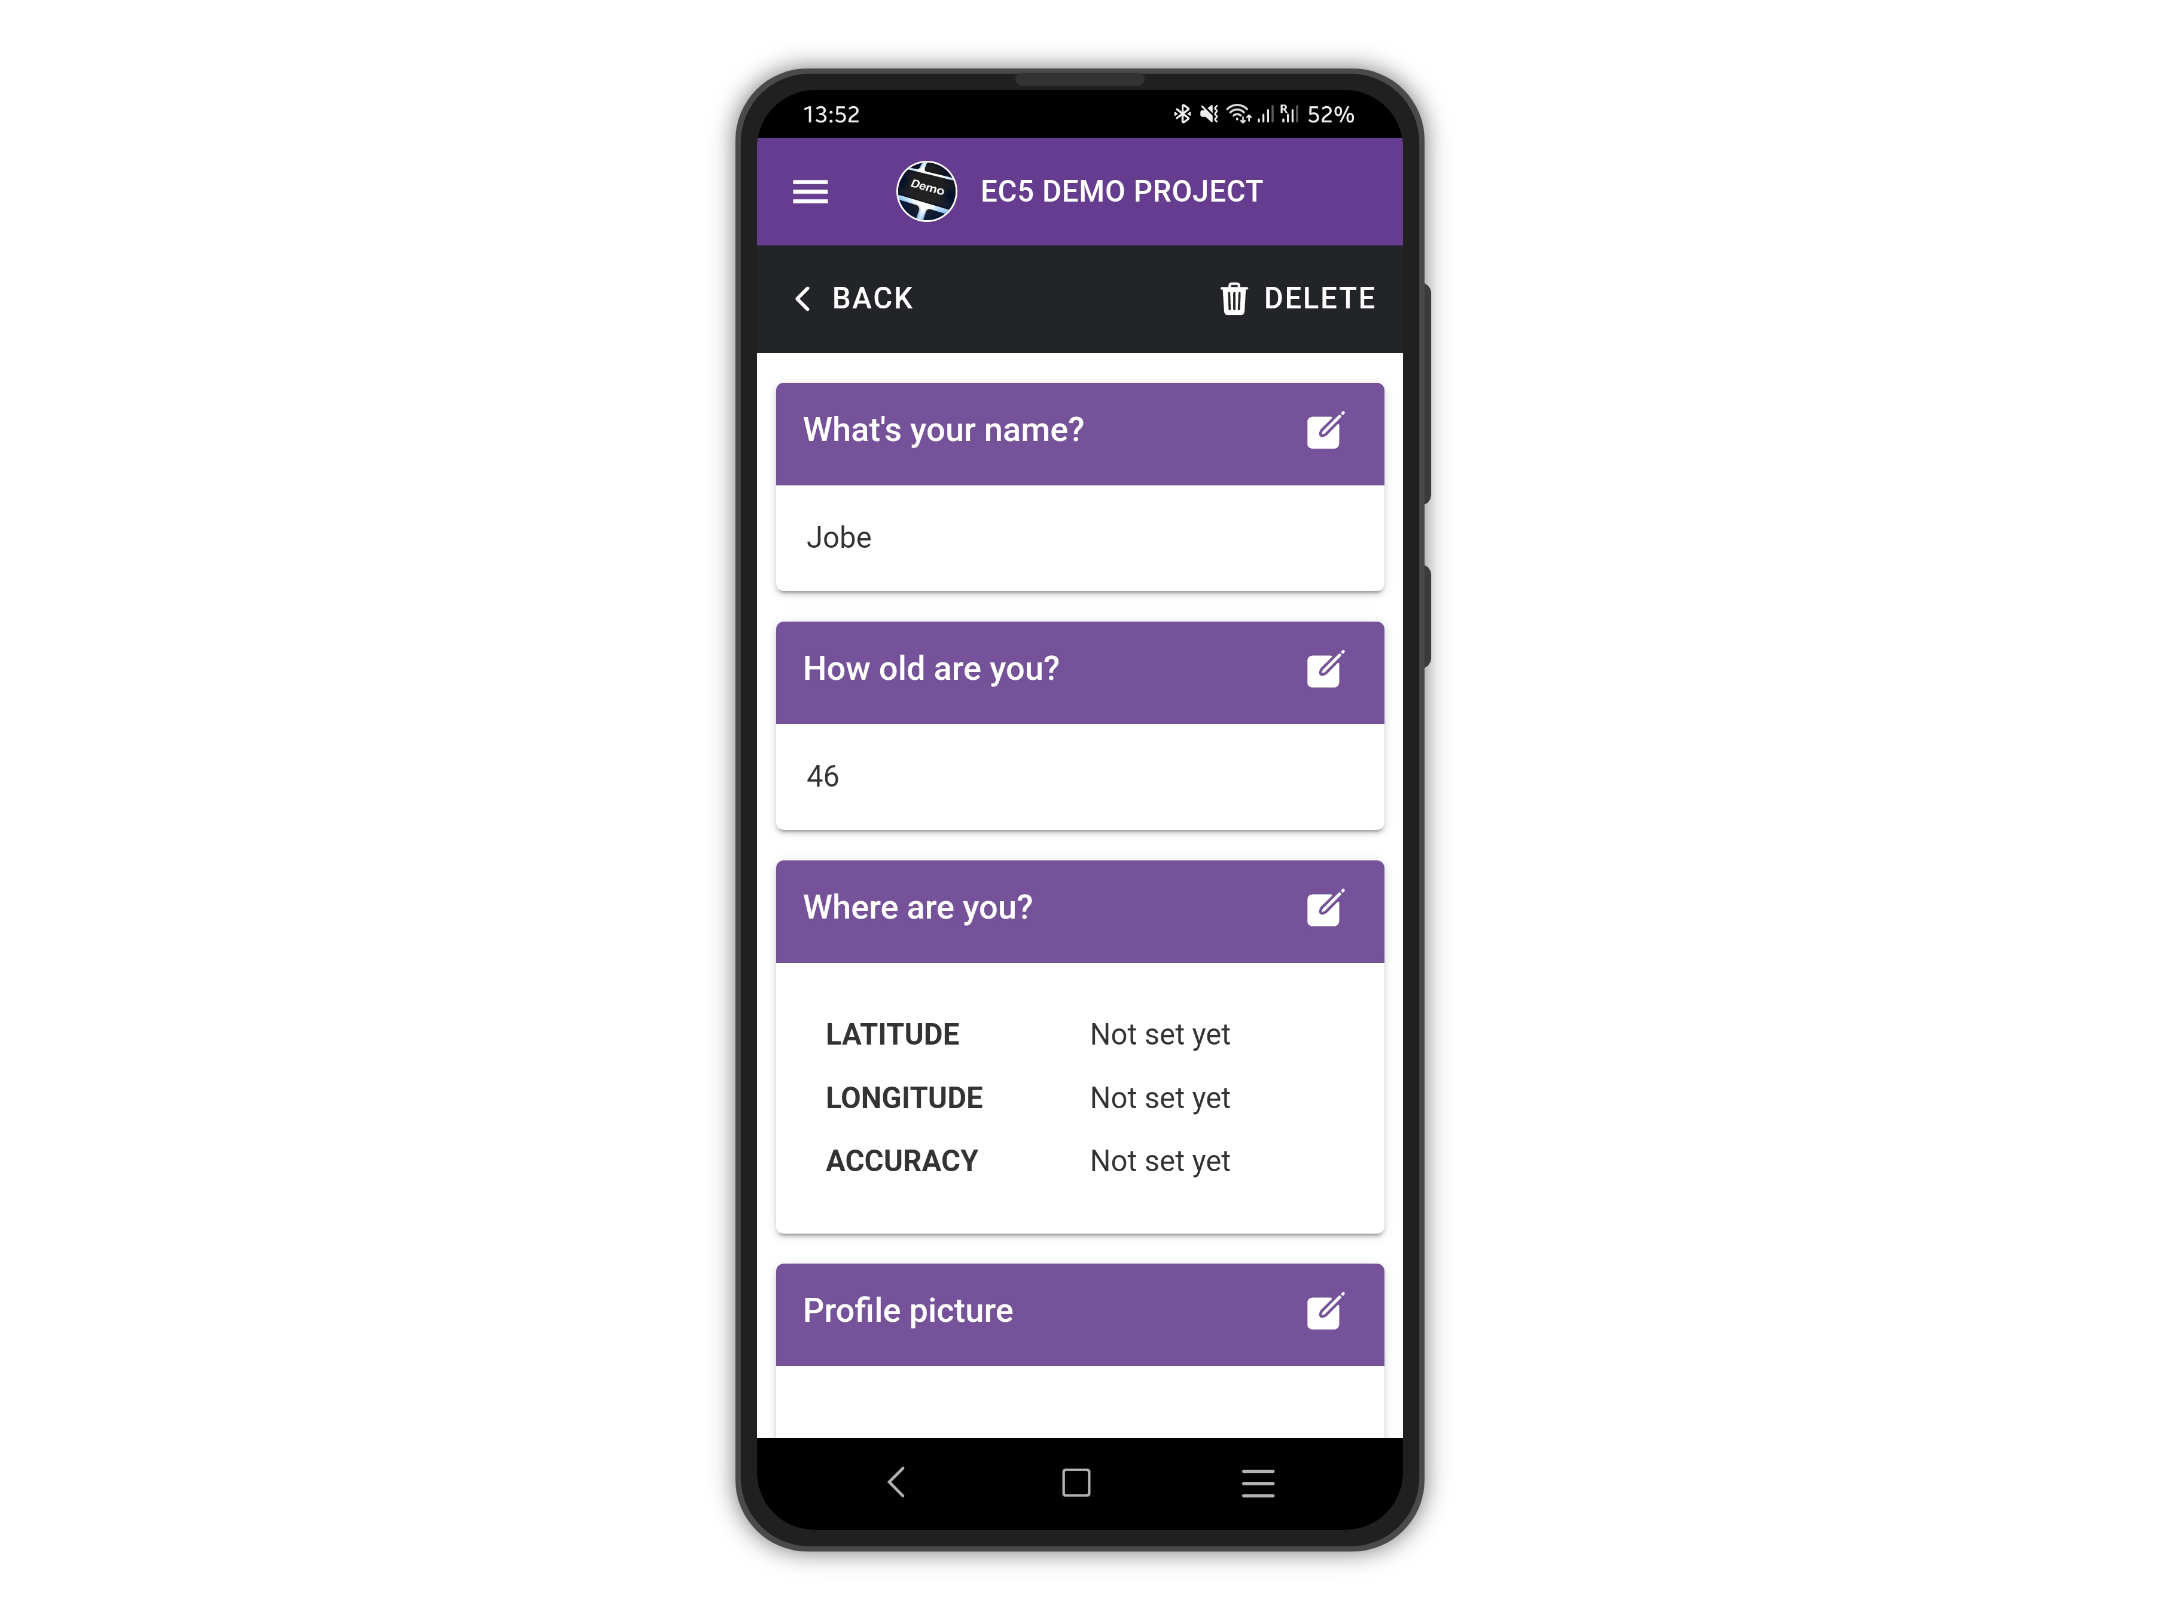 13:52
R
52%
Demo
EC5 DEMO PROJECT
BACK
DELETE
What's your name?
Jobe
How old are you?
46
Where are you?
LATITUDE Not set yet
LONGITUDE Not set yet
ACCURACY Not set yet
Profile picture